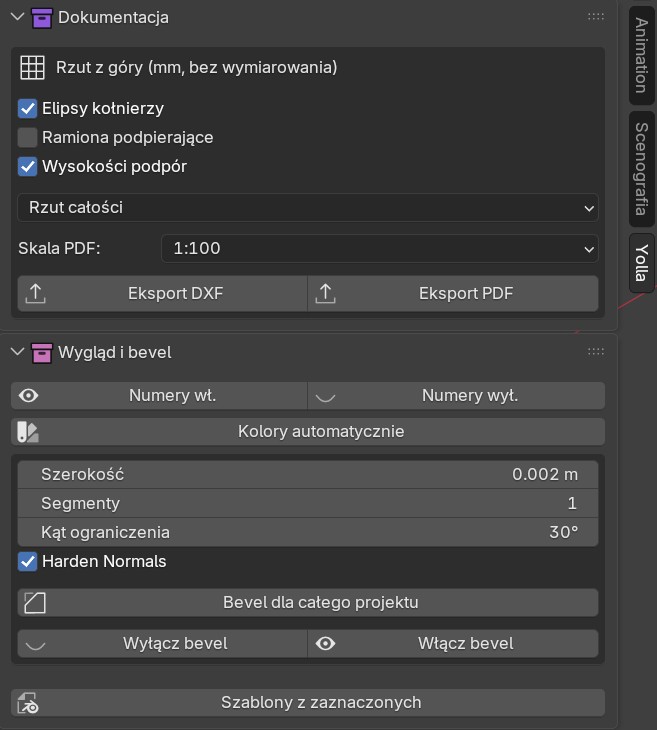 Dokumentacja
Rzut z góry (mm, bez wymiarowania)
Elipsy kołnierzy
Ramiona podpierające
Wysokości podpór
Rzut całości
Skala PDF: 1:100
Eksport DXF Eksport PDF
Wygląd i bevel
Numery wł. Numery wył.
Kolory automatycznie
Szerokość 0.002 m
Segmenty 1
Kąt ograniczenia 30°
Harden Normals
Bevel dla całego projektu
Wyłącz bevel Włącz bevel
Szablony z zaznaczonych
Animation
Scenografia
Yolla